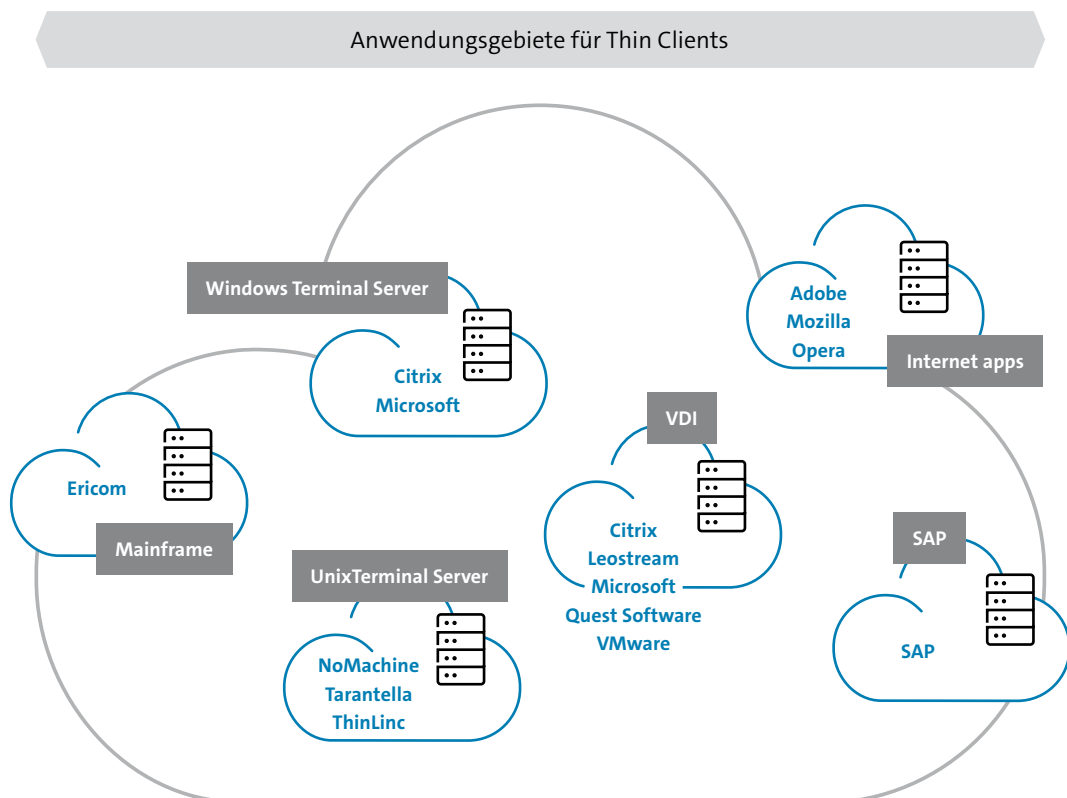 Anwendungsgebiete für Thin Clients
Windows Terminal Server
Citrix
Microsoft
Adobe
Mozilla
Opera
Internet apps
Ericom
Mainframe
VDI
Citrix
Leostream
Microsoft
Quest Software
VMware
UnixTerminal Server
NoMachine
Tarantella
ThinLinc
SAP
SAP